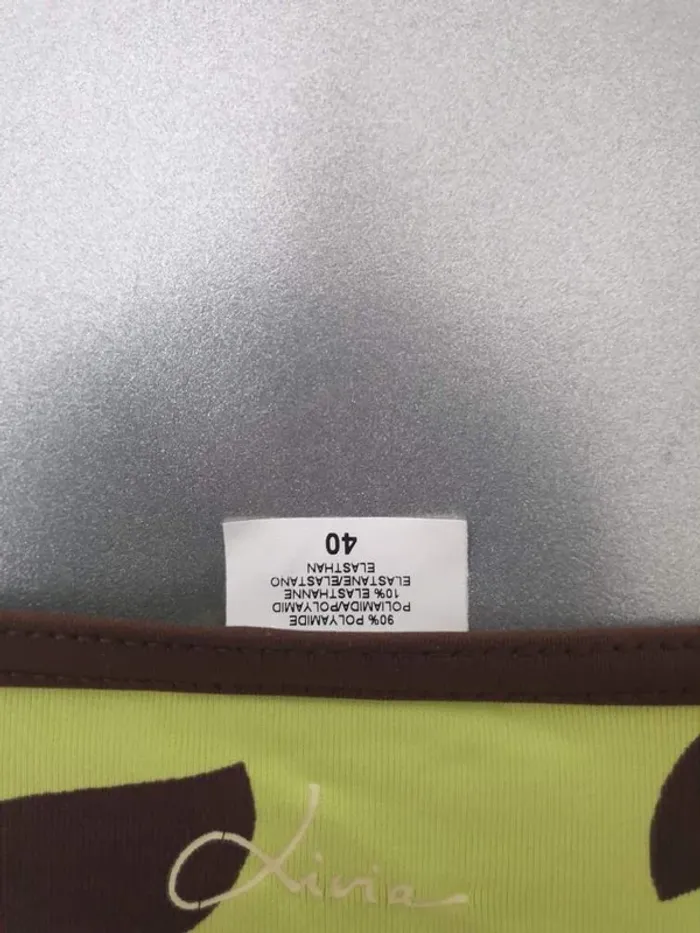 90% POLYAMIDE
POLIAMIDA/POLYAMID
10% ELASTHANNE
ELASTANE/ELASTANO
ELASTHAN
40
Livia